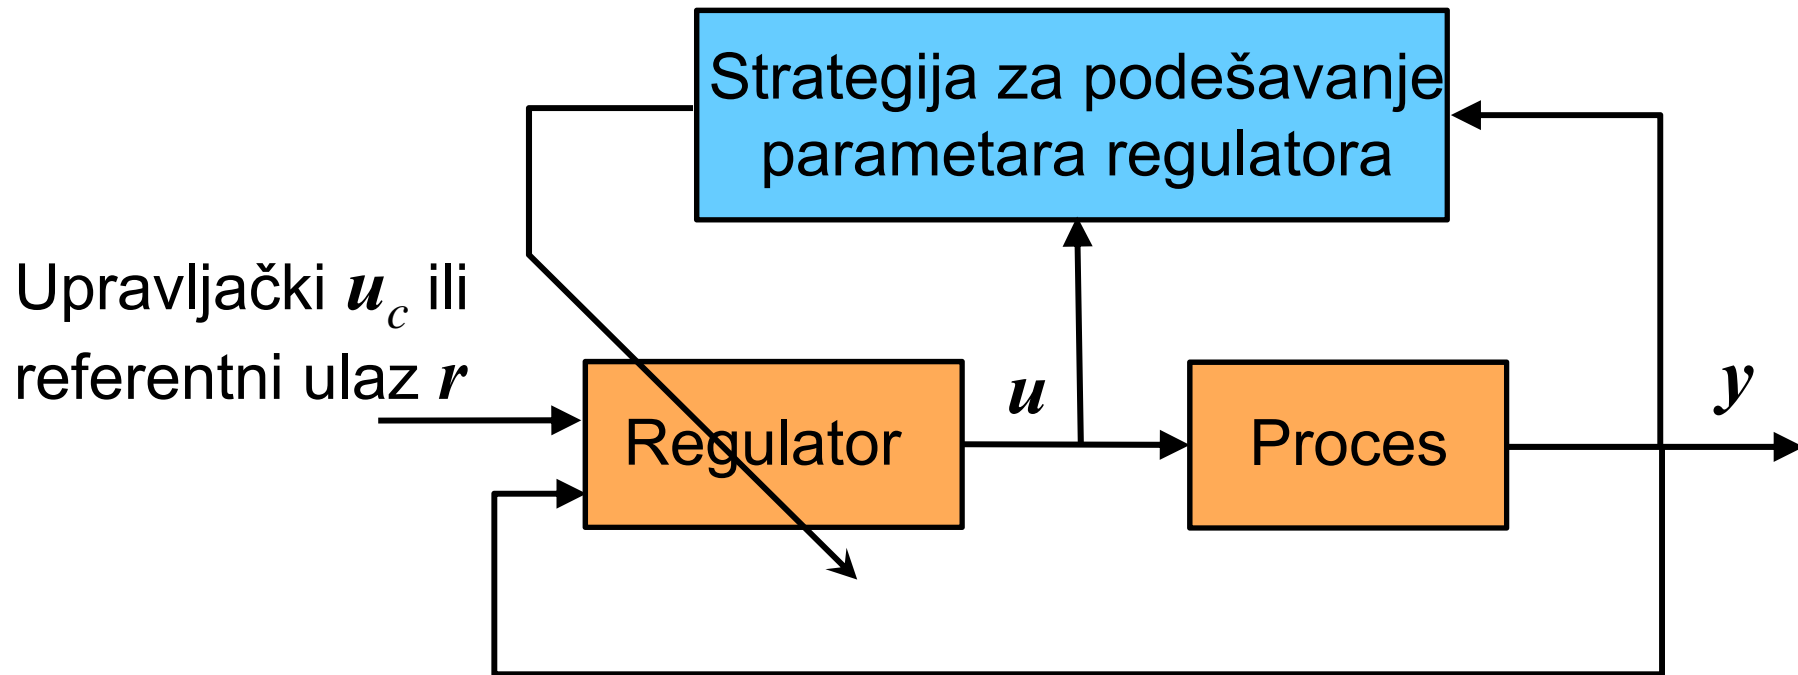 Strategija za podešavanje
parametara regulatora
Upravljački u_c ili
referentni ulaz r
Regulator
u
Proces
y